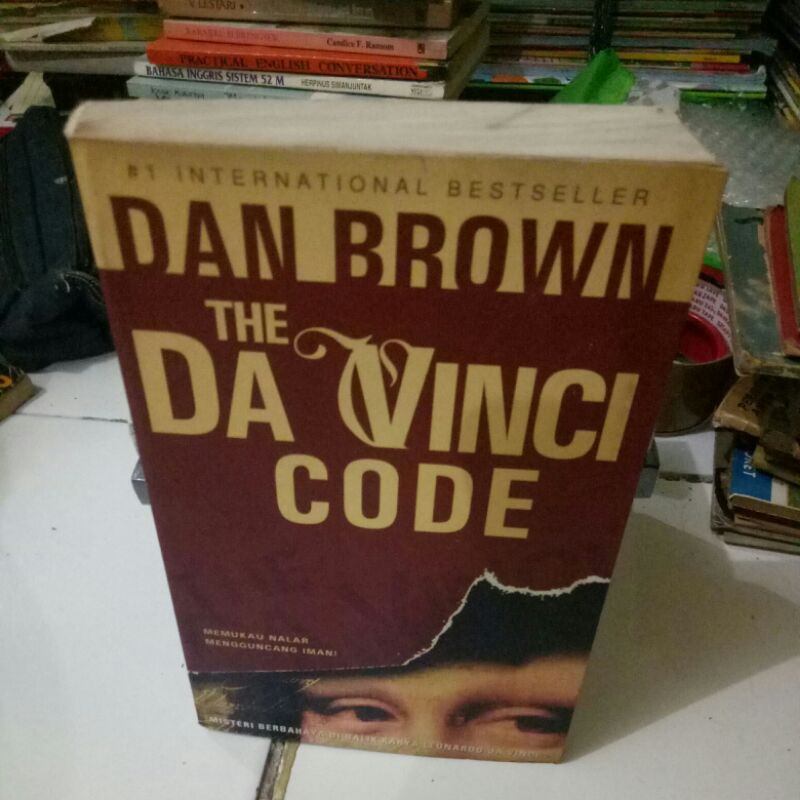 V. LESTARI
Candice F. Ransom
PRACTICAL ENGLISH CONVERSATION
BAHASA INGGRIS SISTEM 52 M
HERPINUS SIMANJUNTAK
#1 INTERNATIONAL BESTSELLER
DAN BROWN
THE
DA VINCI
CODE
MEMUKAU NALAR
MENGGUNCANG IMAN!
MISTERI BERBAHAYA DI BALIK KARYA LEONARDO DA VINCI